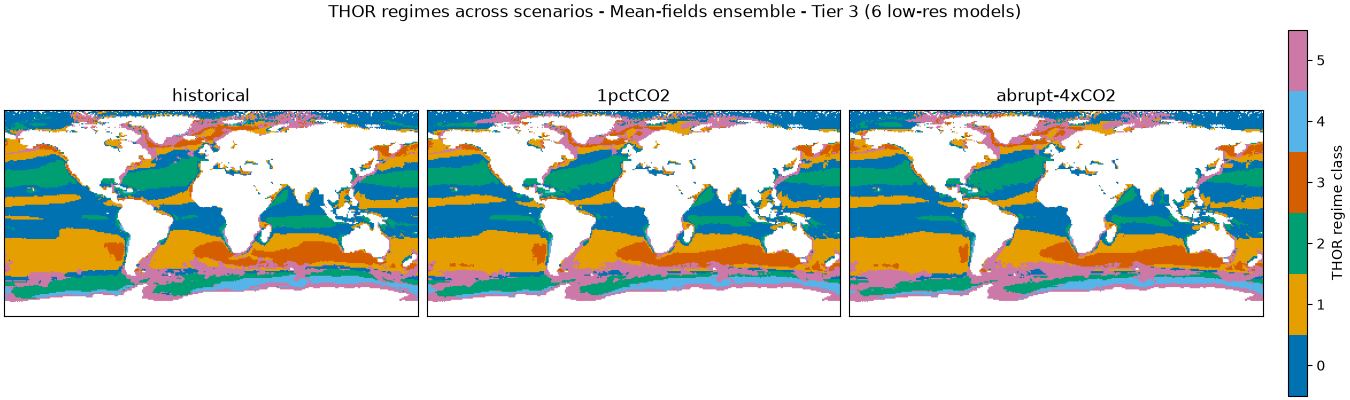 THOR regimes across scenarios - Mean-fields ensemble - Tier 3 (6 low-res models)
historical
1pctCO2
abrupt-4xCO2
5
4
3
2
1
0
THOR regime class